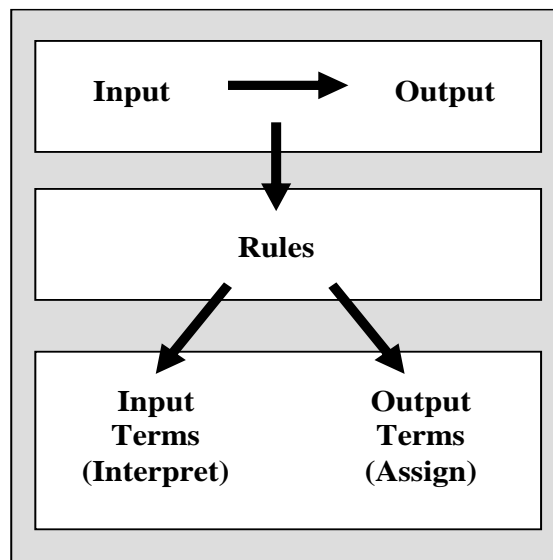 Input Output
Rules
Input
Terms
(Interpret)
Output
Terms
(Assign)